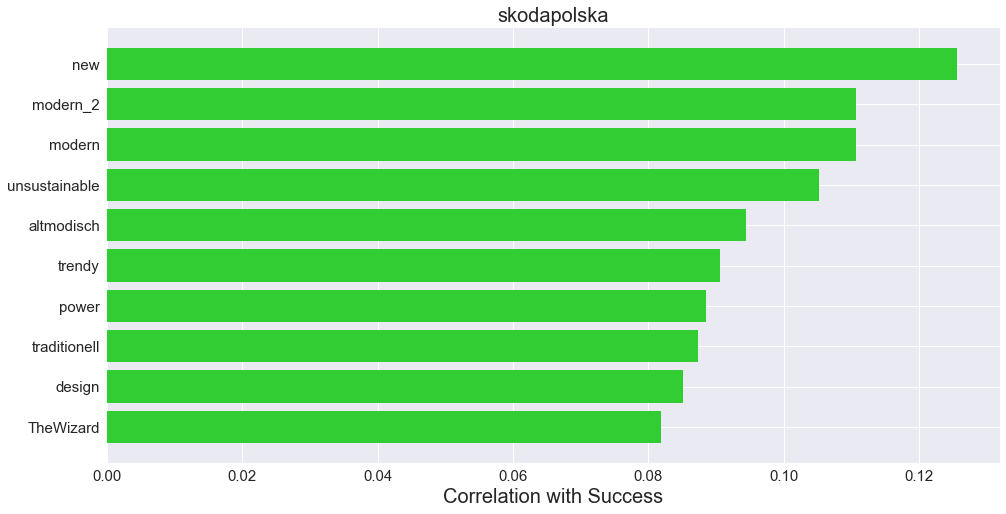 skodapolska
new
modern_2
modern
unsustainable
altmodisch
trendy
power
traditionell
design
TheWizard
0.00 0.02 0.04 0.06 0.08 0.10 0.12
Correlation with Success